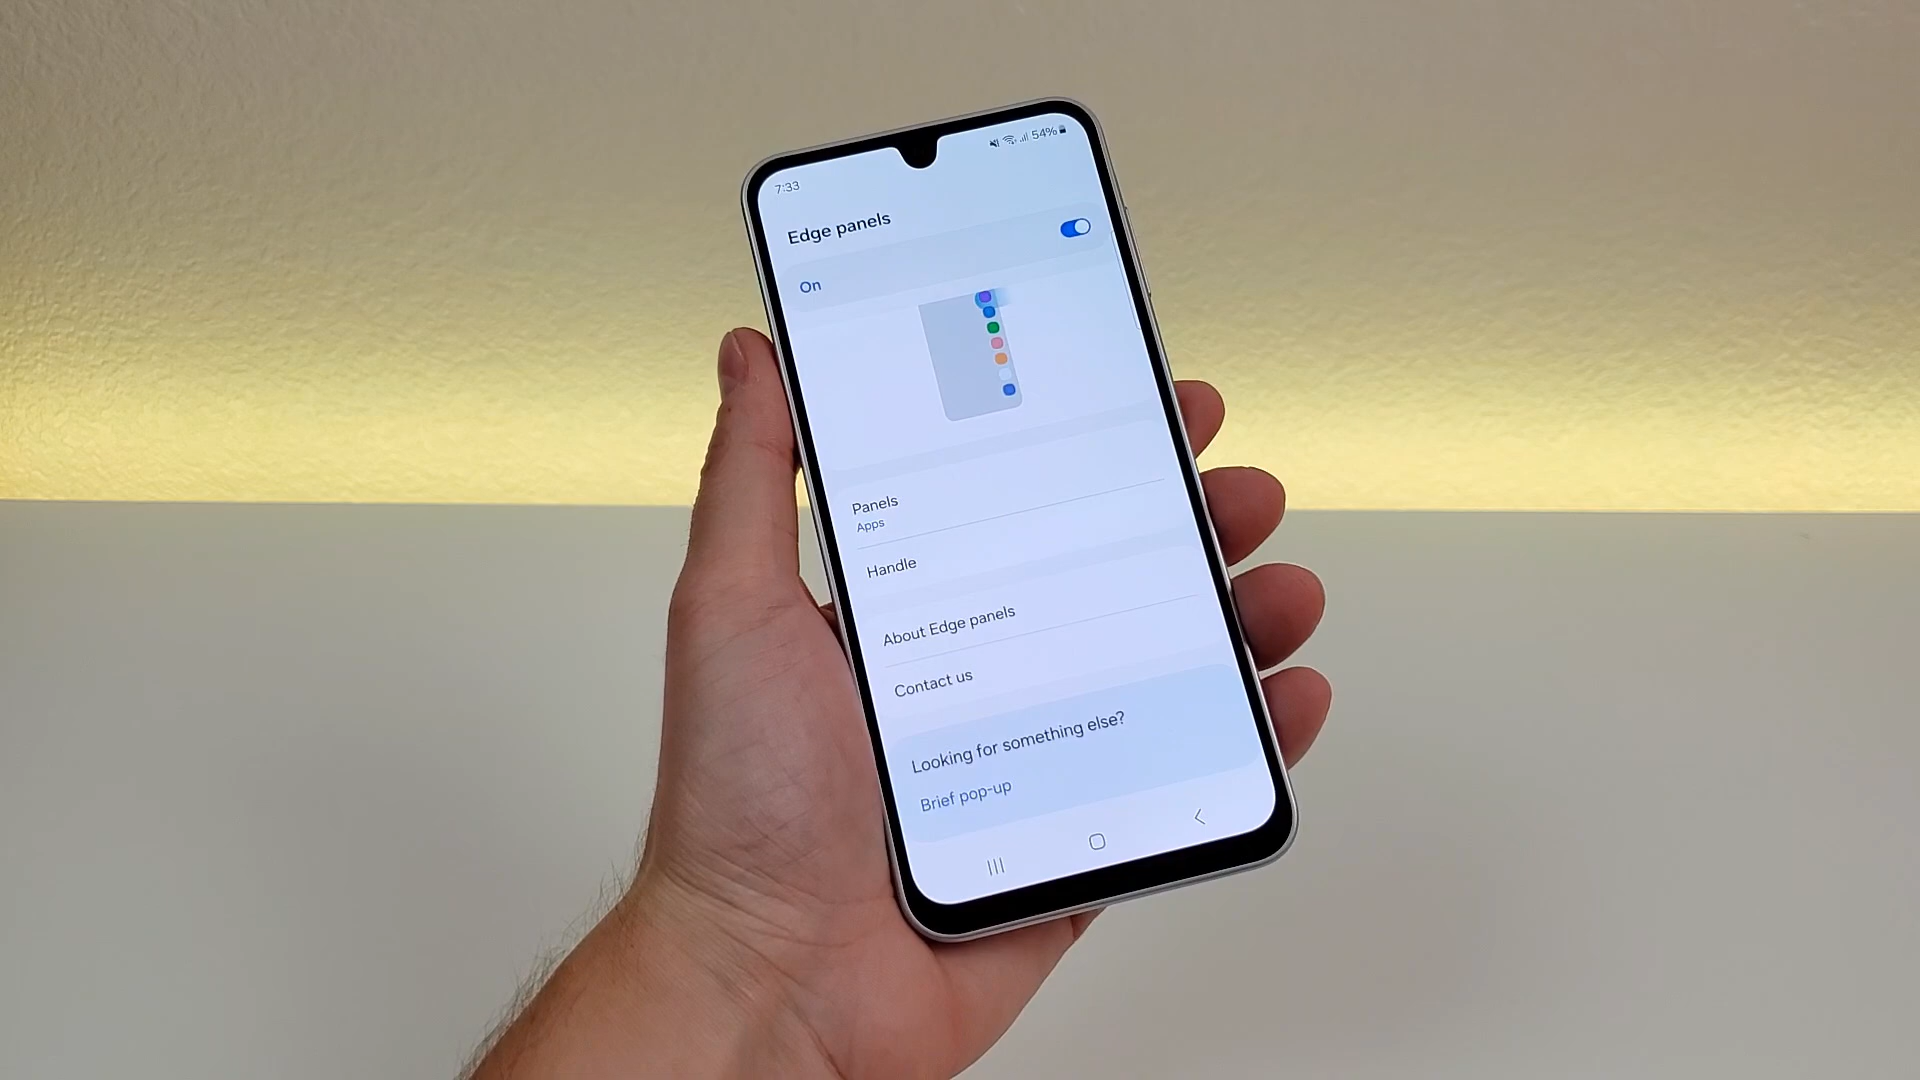 7:33
54%
Edge panels
On
Panels
Apps
Handle
About Edge panels
Contact us
Looking for something else?
Brief pop-up